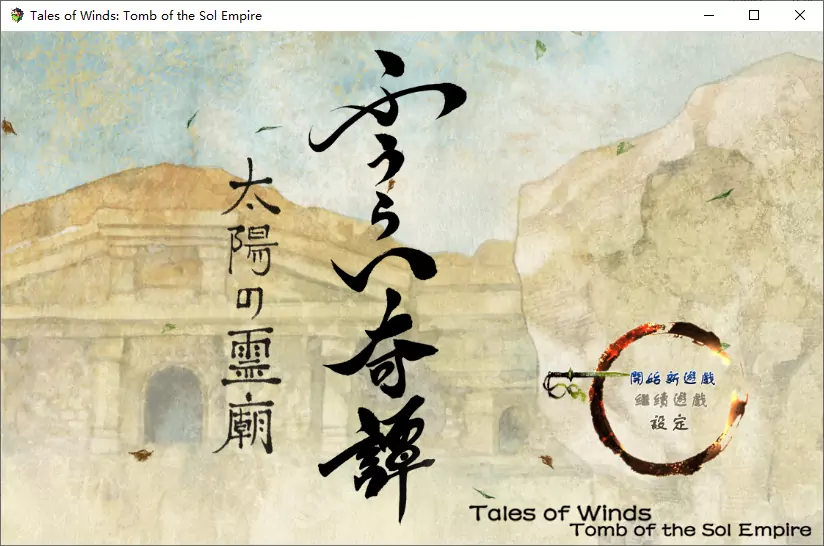 Tales of Winds: Tomb of the Sol Empire
ふうらい奇譚
太陽の霊廟
開始新遊戲
繼續遊戲
設定
Tales of Winds
Tomb of the Sol Empire